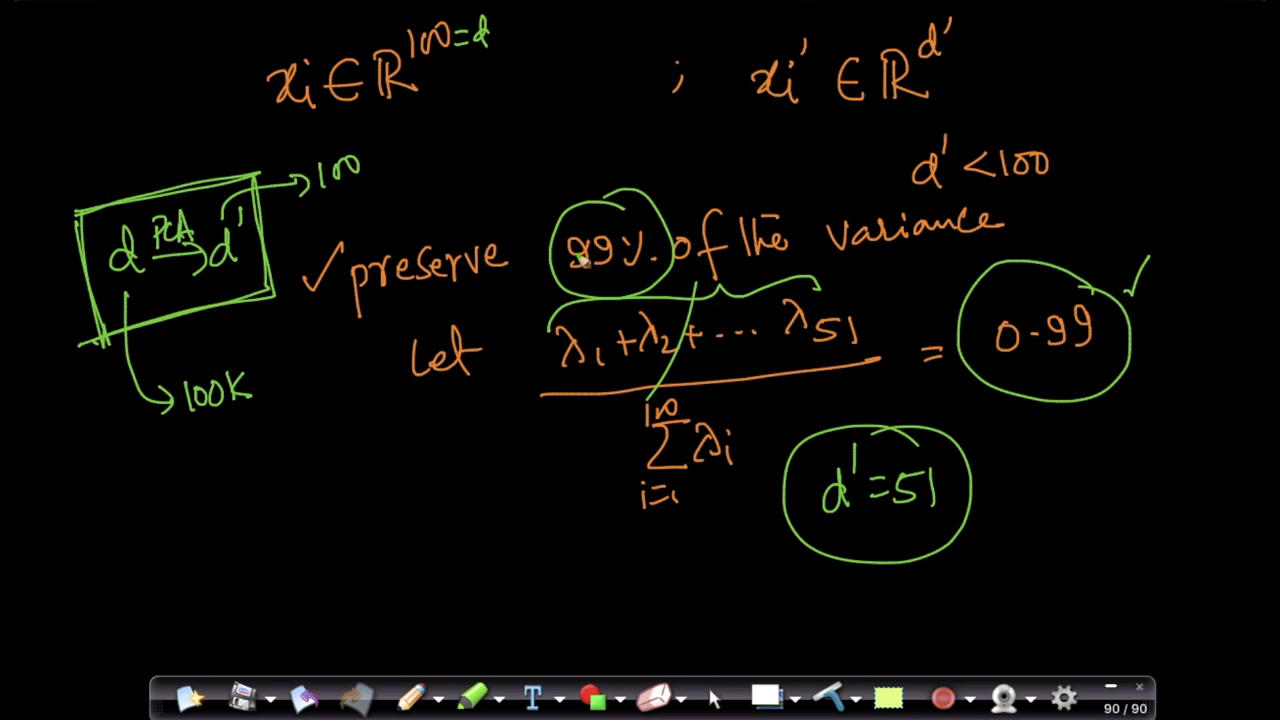 xi ∈ ℝ^100 = d ; xi' ∈ ℝ^d'
d' < 100
→ 100
d PCA→ d'
→ 100K
✓ preserve 99% of the variance
Let (λ1 + λ2 + ... λ51) / (Σ_{i=1}^{100} λi) = 0.99 ✓
d' = 51
T
90 / 90